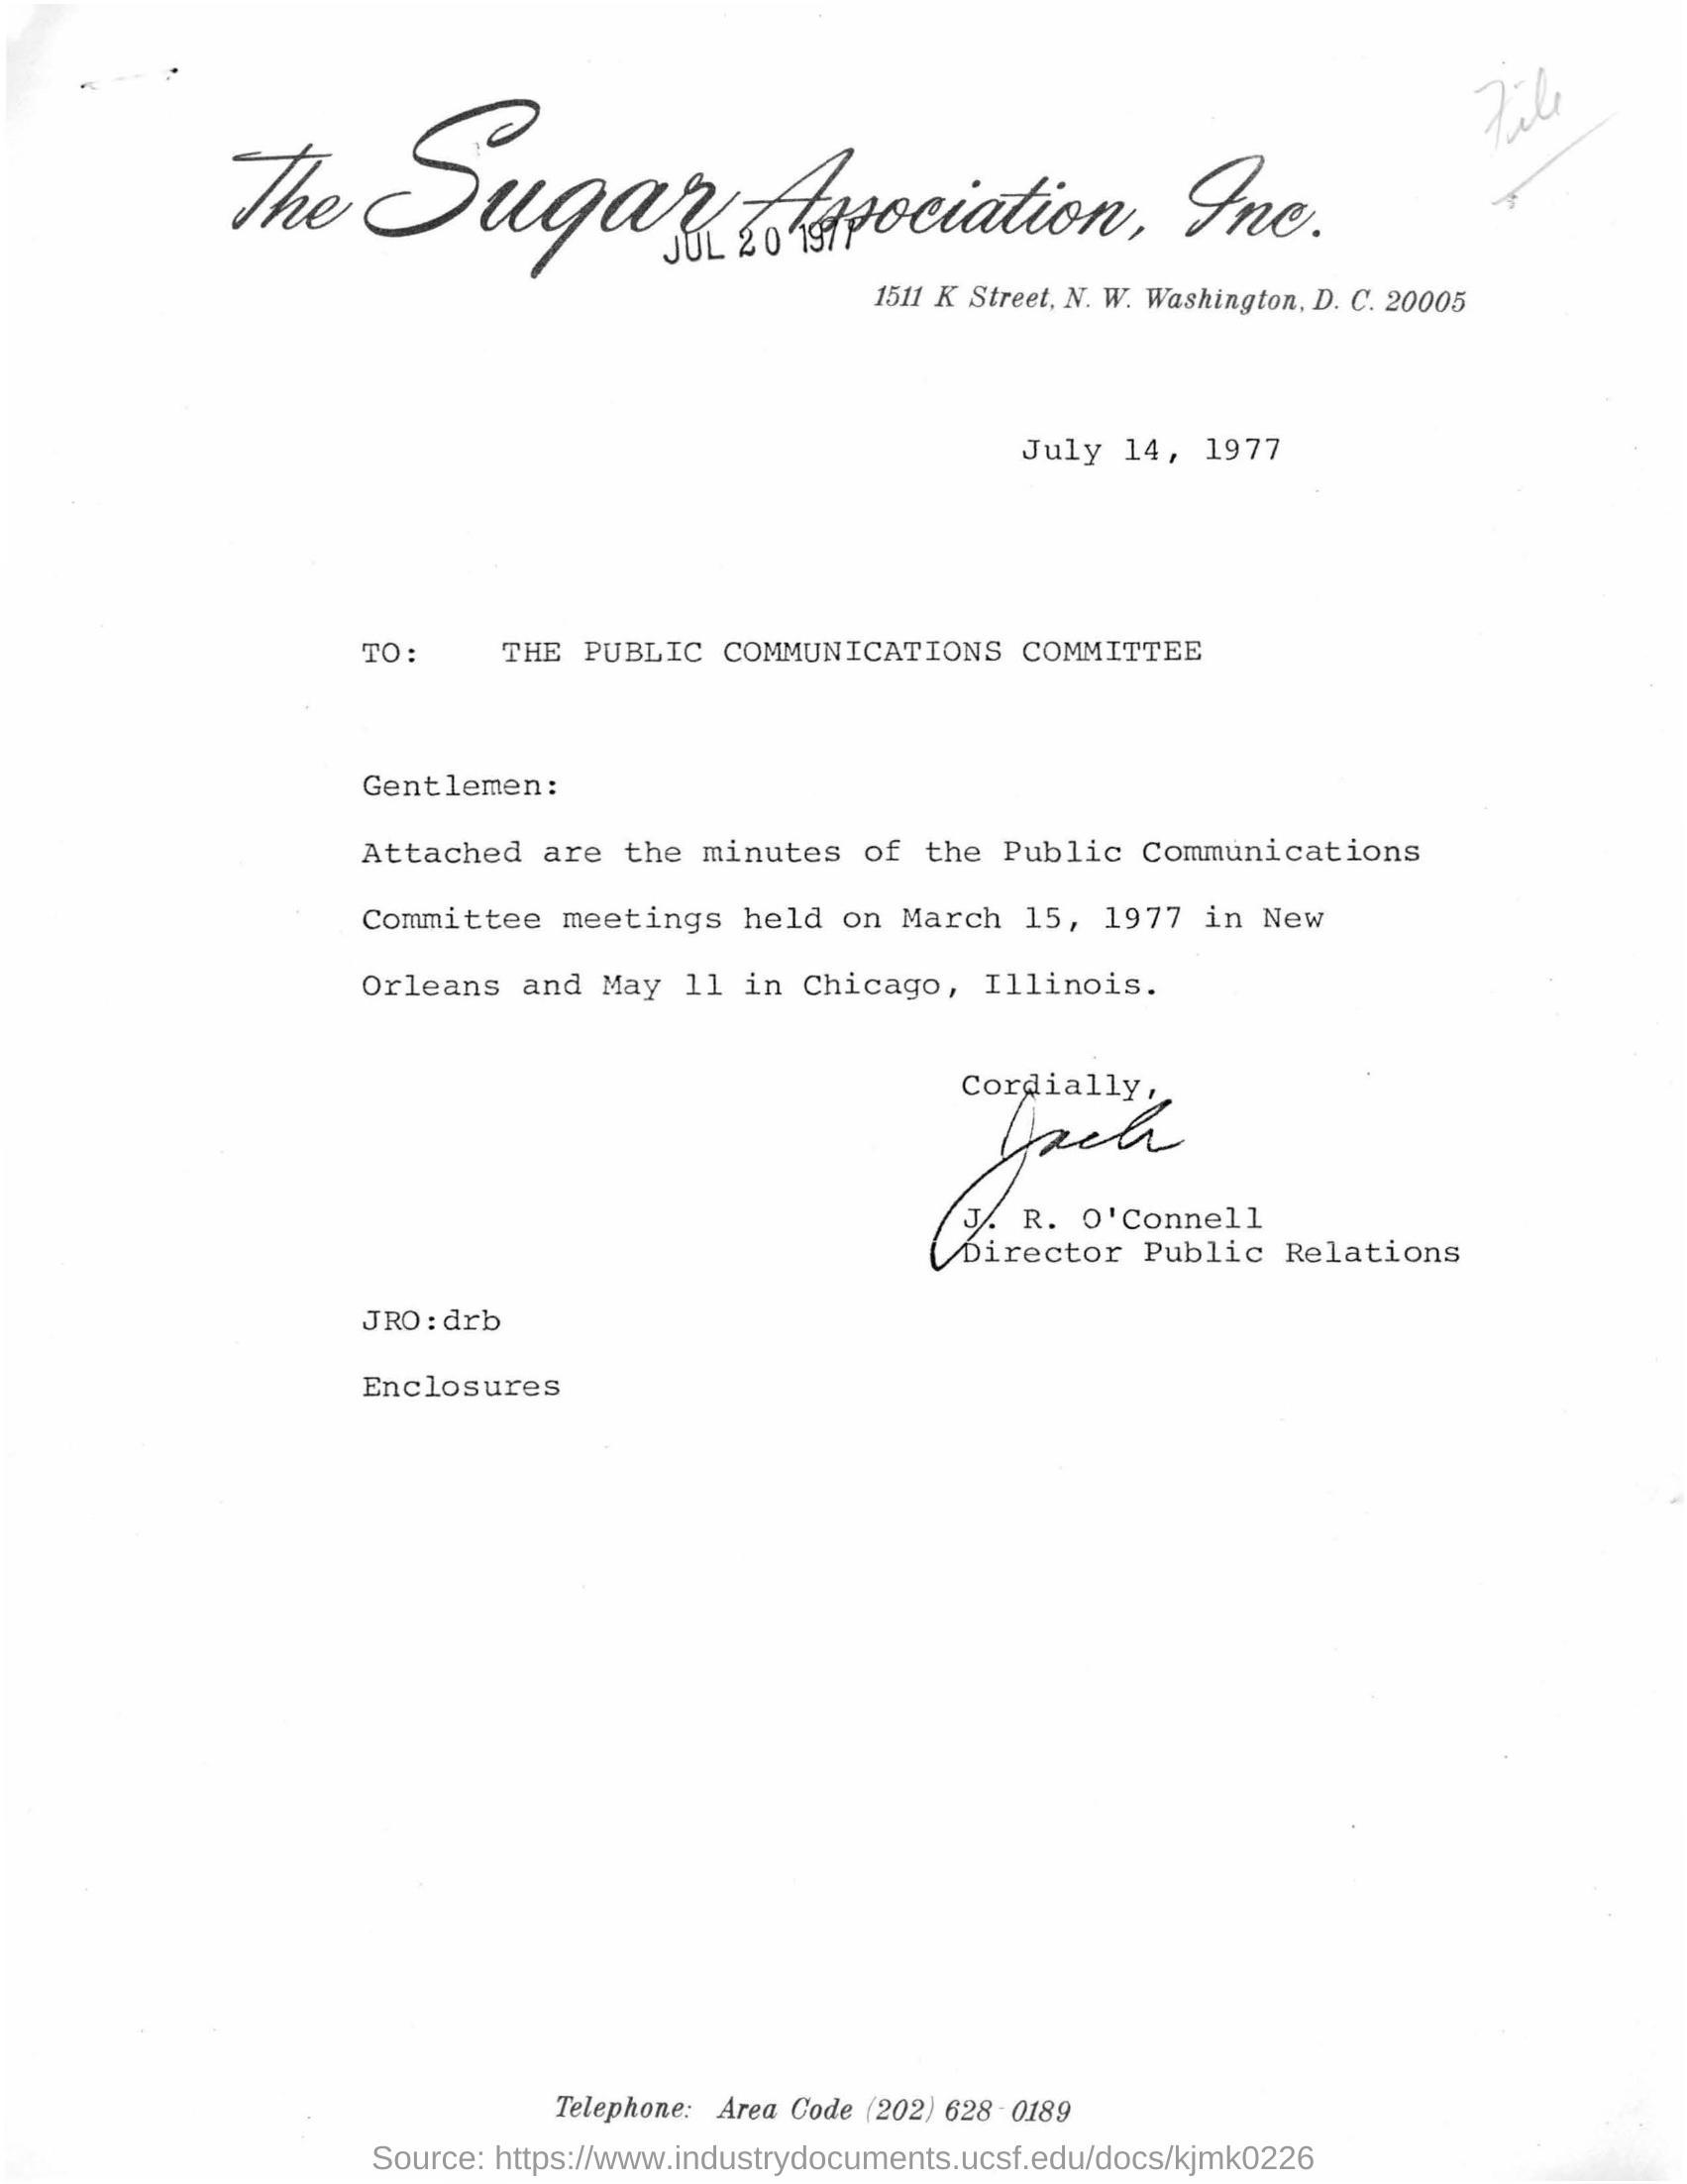 File
The Sugar Association, Inc.
JUL 20 1977
1511 K Street, N. W. Washington, D. C. 20005
July 14, 1977
TO: THE PUBLIC COMMUNICATIONS COMMITTEE
Gentlemen:
Attached are the minutes of the Public Communications
Committee meetings held on March 15, 1977 in New
Orleans and May 11 in Chicago, Illinois.
Cordially,
Jack
J. R. O'Connell
Director Public Relations
JRO:drb
Enclosures
Telephone: Area Code (202) 628-0189
Source: https://www.industrydocuments.ucsf.edu/docs/kjmk0226